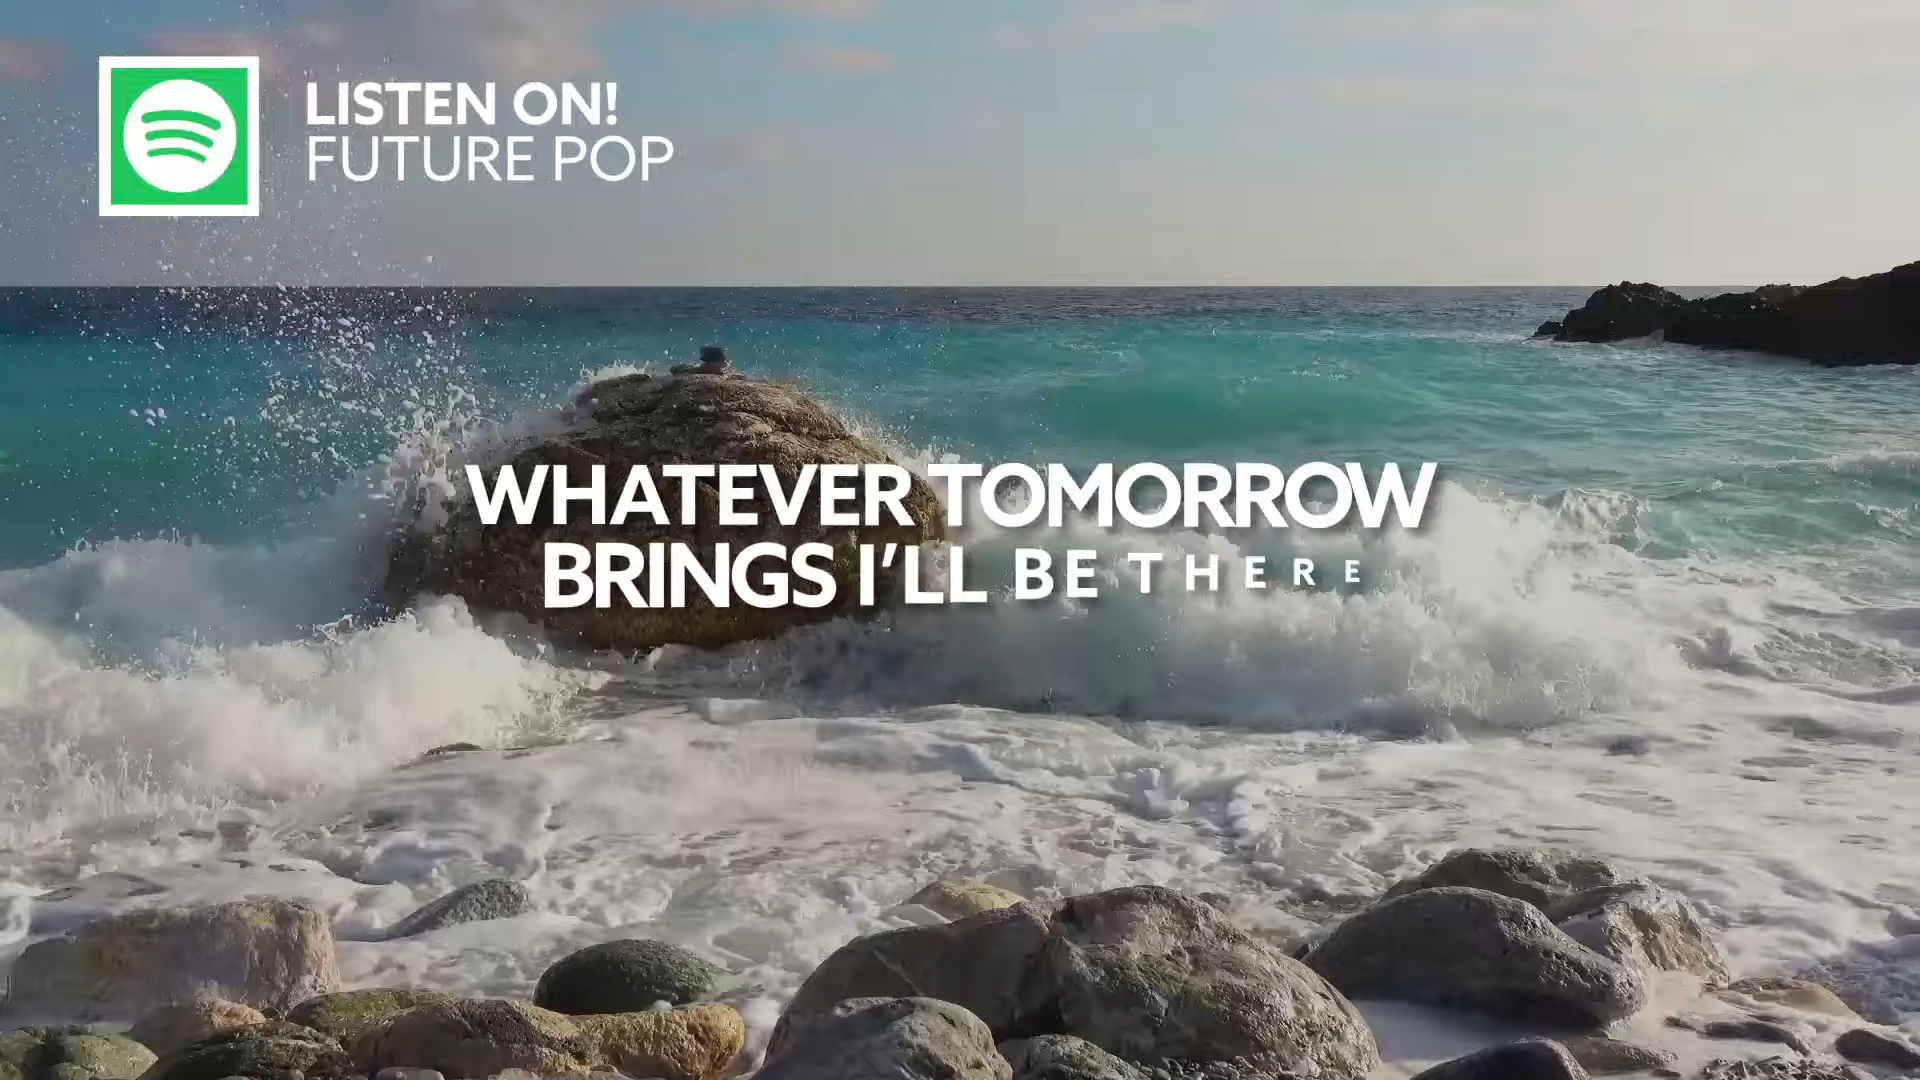 LISTEN ON!
FUTURE POP
WHATEVER TOMORROW
BRINGS I'LL BE THERE